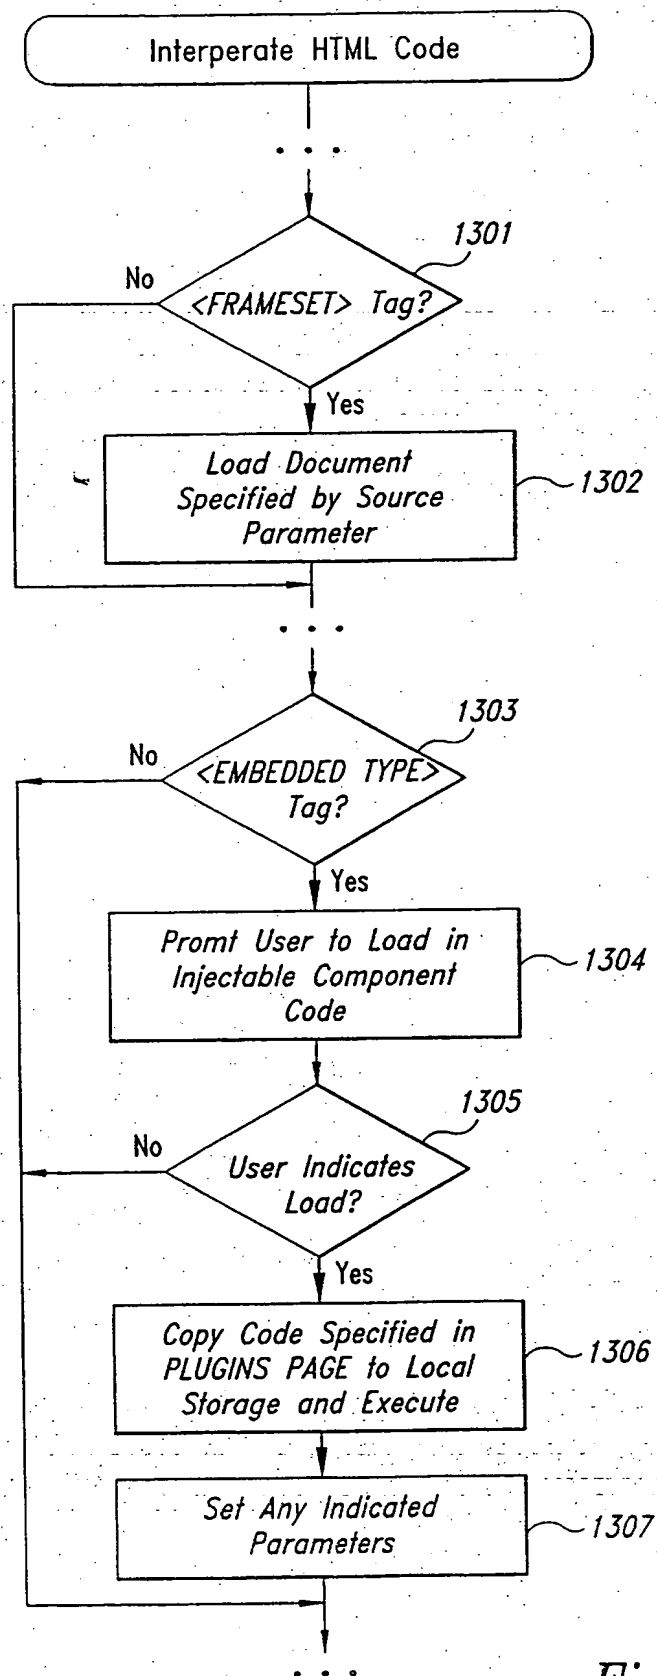 Interperate HTML Code
• • •
1301
No
<FRAMESET> Tag?
Yes
Load Document
Specified by Source
Parameter
1302
• • •
1303
No
<EMBEDDED TYPE>
Tag?
Yes
Promt User to Load in
Injectable Component
Code
1304
1305
No
User Indicates
Load?
Yes
Copy Code Specified in
PLUGINS PAGE to Local
Storage and Execute
1306
Set Any Indicated
Parameters
1307